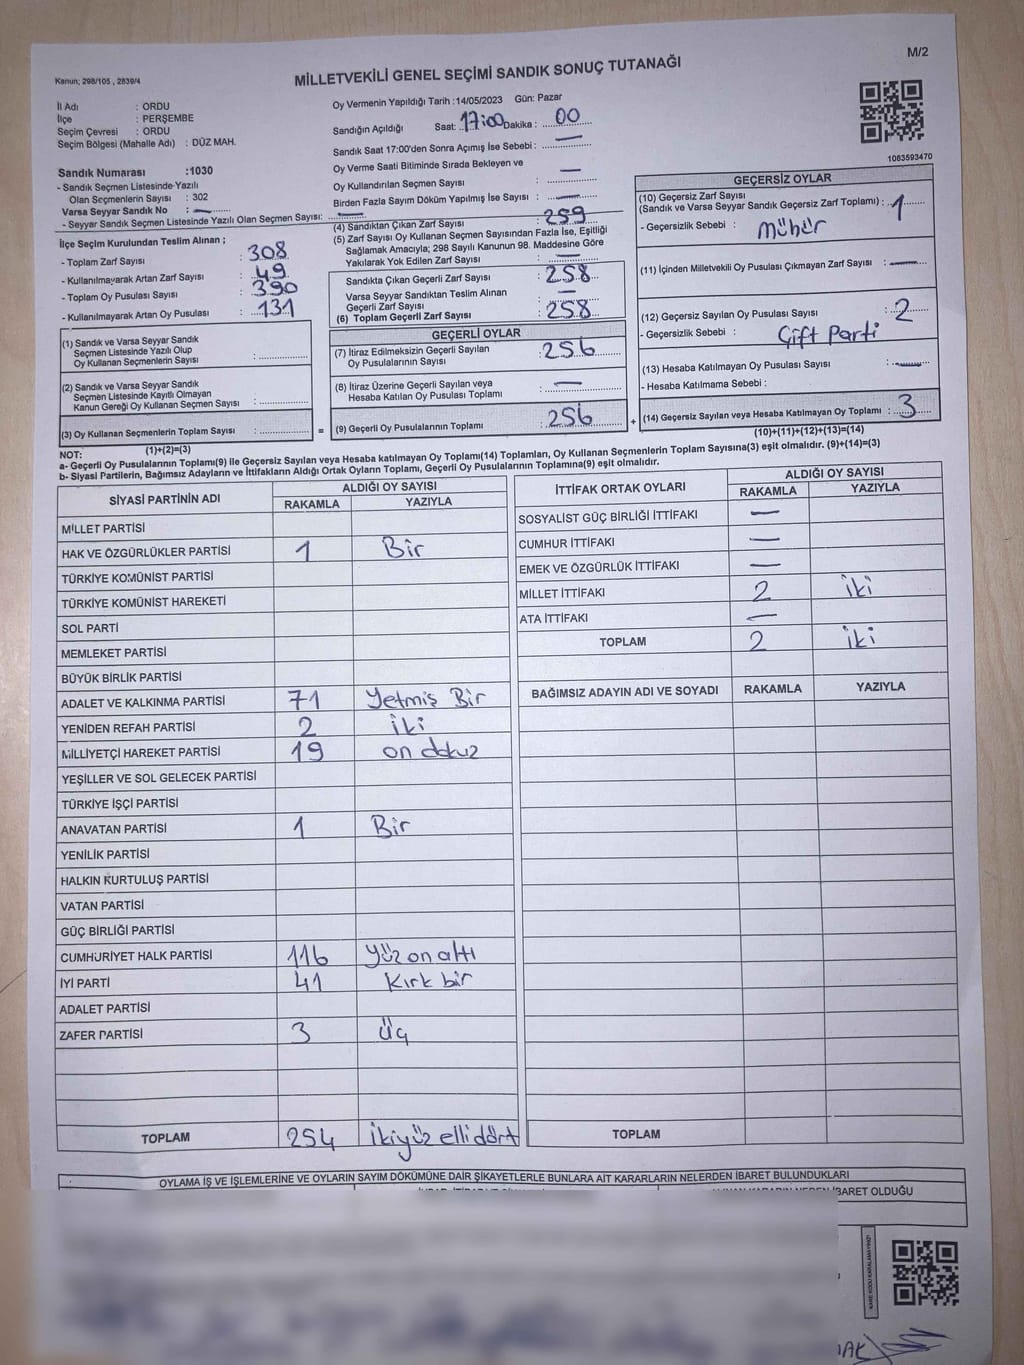 M/2
Kanun; 298/105 , 2839/4
MİLLETVEKİLİ GENEL SEÇİMİ SANDIK SONUÇ TUTANAĞI
İl Adı : ORDU
İlçe : PERŞEMBE
Seçim Çevresi : ORDU
Seçim Bölgesi (Mahalle Adı) : DÜZ MAH.
Sandık Numarası :1030
- Sandık Seçmen Listesinde Yazılı
Olan Seçmenlerin Sayısı : 302
Varsa Seyyar Sandık No : —
- Seyyar Sandık Seçmen Listesinde Yazılı Olan Seçmen Sayısı: —
Oy Vermenin Yapıldığı Tarih :14/05/2023 Gün: Pazar
Sandığın Açıldığı Saat: 17:00 Dakika : 00
Sandık Saat 17:00'den Sonra Açımış İse Sebebi : —
Oy Verme Saati Bitiminde Sırada Bekleyen ve
Oy Kullandırılan Seçmen Sayısı : —
Birden Fazla Sayım Döküm Yapılmış İse Sayısı : —
1063593470
İlçe Seçim Kurulundan Teslim Alınan ;
- Toplam Zarf Sayısı : 308
- Kullanılmayarak Artan Zarf Sayısı : 49
- Toplam Oy Pusulası Sayısı : 390
- Kullanılmayarak Artan Oy Pusulası : 131
(4) Sandıktan Çıkan Zarf Sayısı : 259
(5) Zarf Sayısı Oy Kullanan Seçmen Sayısından Fazla İse, Eşitliği
Sağlamak Amacıyla; 298 Sayılı Kanunun 98. Maddesine Göre
Yakılarak Yok Edilen Zarf Sayısı : —
Sandıkta Çıkan Geçerli Zarf Sayısı : 258
Varsa Seyyar Sandıktan Teslim Alınan
Geçerli Zarf Sayısı : —
(6) Toplam Geçerli Zarf Sayısı : 258
GEÇERSİZ OYLAR
(10) Geçersiz Zarf Sayısı
(Sandık ve Varsa Seyyar Sandık Geçersiz Zarf Toplamı) : 1
- Geçersizlik Sebebi : Mühür
(11) İçinden Milletvekili Oy Pusulası Çıkmayan Zarf Sayısı : —
(12) Geçersiz Sayılan Oy Pusulası Sayısı : 2
- Geçersizlik Sebebi : Çift Parti
(13) Hesaba Katılmayan Oy Pusulası Sayısı : —
- Hesaba Katılmama Sebebi :
(14) Geçersiz Sayılan veya Hesaba Katılmayan Oy Toplamı : 3
(10)+(11)+(12)+(13)=(14)
(1) Sandık ve Varsa Seyyar Sandık
Seçmen Listesinde Yazılı Olup
Oy Kullanan Seçmenlerin Sayısı :
(2) Sandık ve Varsa Seyyar Sandık
Seçmen Listesinde Kayıtlı Olmayan
Kanun Gereği Oy Kullanan Seçmen Sayısı :
(3) Oy Kullanan Seçmenlerin Toplam Sayısı :
(1)+(2)=(3)
GEÇERLİ OYLAR
(7) İtiraz Edilmeksizin Geçerli Sayılan
Oy Pusulalarının Sayısı : 256
(8) İtiraz Üzerine Geçerli Sayılan veya
Hesaba Katılan Oy Pusulası Toplamı : —
= (9) Geçerli Oy Pusulalarının Toplamı : 256 +
NOT:
a- Geçerli Oy Pusulalarının Toplamı(9) ile Geçersiz Sayılan veya Hesaba Katılmayan Oy Toplamı(14) Toplamları, Oy Kullanan Seçmenlerin Toplam Sayısına(3) eşit olmalıdır. (9)+(14)=(3)
b- Siyasi Partilerin, Bağımsız Adayların ve İttifakların Aldığı Ortak Oyların Toplamı, Geçerli Oy Pusulalarının Toplamına(9) eşit olmalıdır.
SİYASİ PARTİNİN ADI ALDIĞI OY SAYISI
RAKAMLA YAZIYLA
MİLLET PARTİSİ
HAK VE ÖZGÜRLÜKLER PARTİSİ 1 Bir
TÜRKİYE KOMÜNİST PARTİSİ
TÜRKİYE KOMÜNİST HAREKETİ
SOL PARTİ
MEMLEKET PARTİSİ
BÜYÜK BİRLİK PARTİSİ
ADALET VE KALKINMA PARTİSİ 71 Yetmiş Bir
YENİDEN REFAH PARTİSİ 2 iki
MİLLİYETÇİ HAREKET PARTİSİ 19 on dokuz
YEŞİLLER VE SOL GELECEK PARTİSİ
TÜRKİYE İŞÇİ PARTİSİ
ANAVATAN PARTİSİ 1 Bir
YENİLİK PARTİSİ
HALKIN KURTULUŞ PARTİSİ
VATAN PARTİSİ
GÜÇ BİRLİĞİ PARTİSİ
CUMHURİYET HALK PARTİSİ 116 Yüz on altı
İYİ PARTİ 41 Kırk bir
ADALET PARTİSİ
ZAFER PARTİSİ 3 Üç
TOPLAM 254 İkiyüz elli dört
İTTİFAK ORTAK OYLARI ALDIĞI OY SAYISI
RAKAMLA YAZIYLA
SOSYALİST GÜÇ BİRLİĞİ İTTİFAKI —
CUMHUR İTTİFAKI —
EMEK VE ÖZGÜRLÜK İTTİFAKI —
MİLLET İTTİFAKI 2 iki
ATA İTTİFAKI —
TOPLAM 2 iki
BAĞIMSIZ ADAYIN ADI VE SOYADI RAKAMLA YAZIYLA
TOPLAM
OYLAMA İŞ VE İŞLEMLERİNE VE OYLARIN SAYIM DÖKÜMÜNE DAİR ŞİKAYETLERLE BUNLARA AİT KARARLARIN NELERDEN İBARET BULUNDUKLARI
İBARET OLDUĞU
KARE KODU KARALAMAYINIZ!